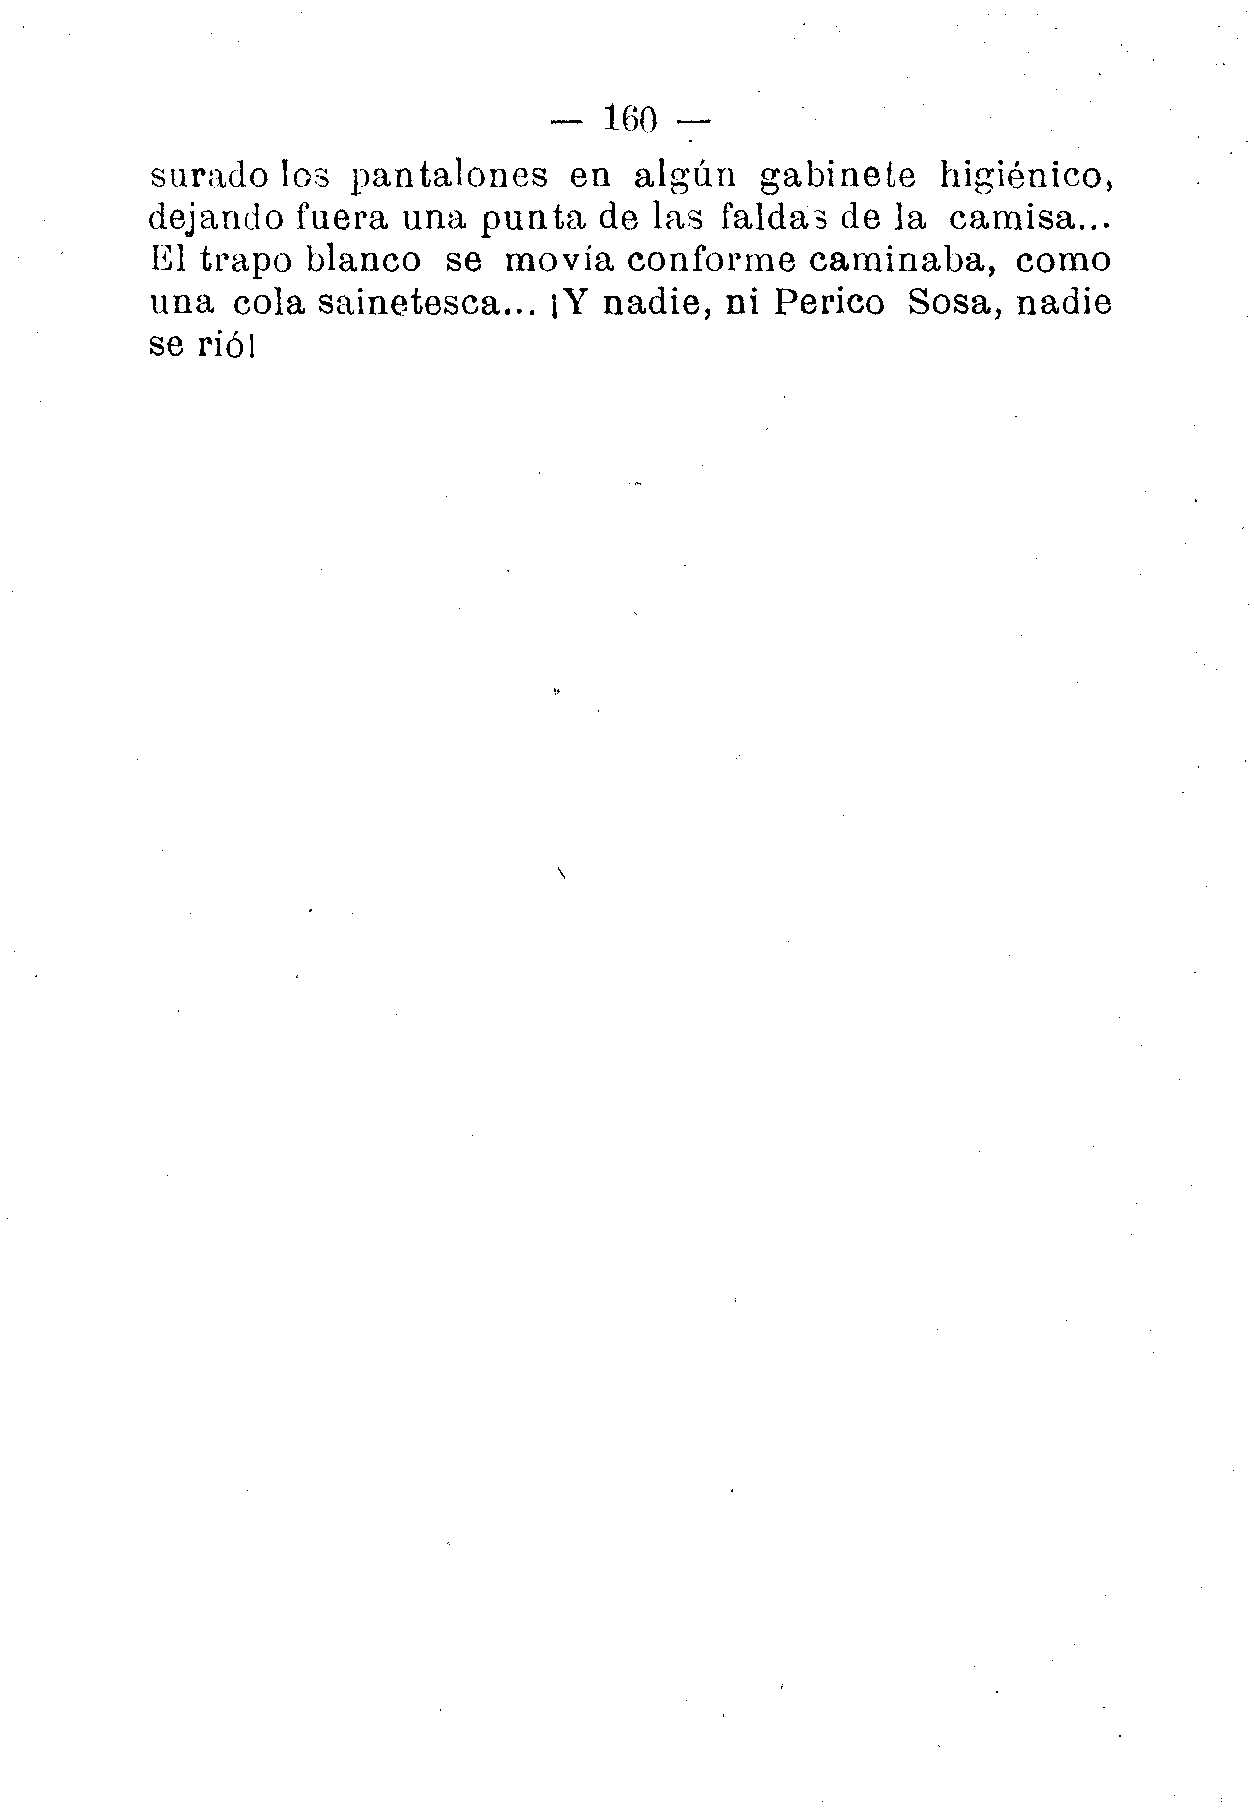 — 160 —
surado los pantalones en algún gabinete higiénico,
dejando fuera una punta de las faldas de la camisa...
El trapo blanco se movía conforme caminaba, como
una cola sainetesca... ¡Y nadie, ni Perico Sosa, nadie
se rió!